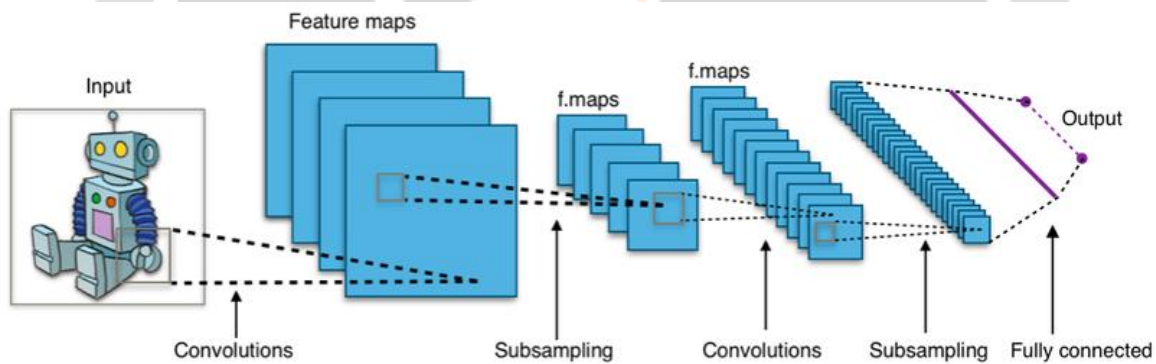 Feature maps
Input
f.maps
f.maps
Output
Convolutions
Subsampling
Convolutions
Subsampling
Fully connected